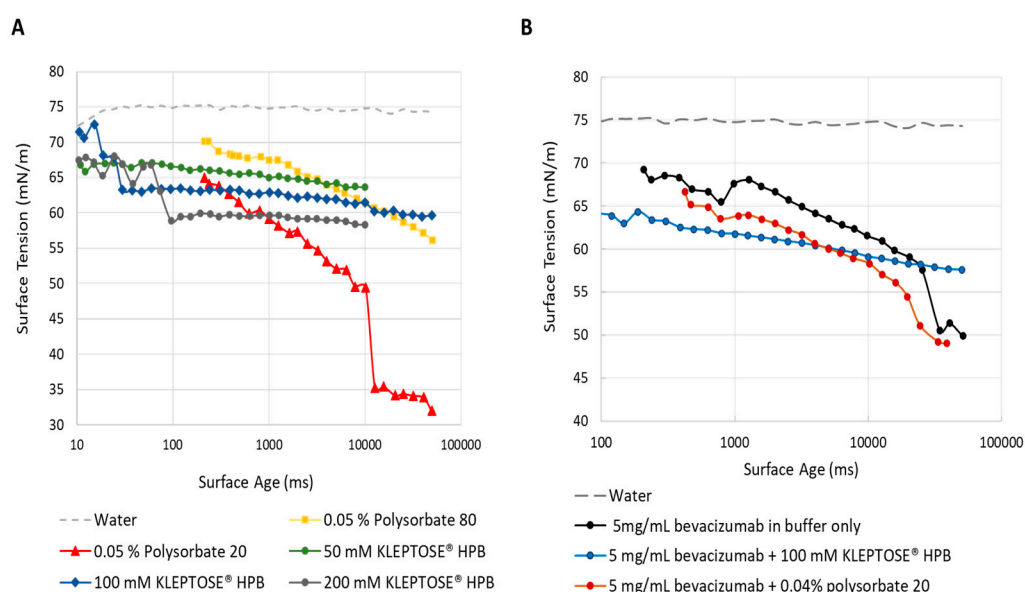 A
B
80
75
70
65
60
55
50
45
40
35
30
Surface Tension (mN/m)
10 100 1000 10000 100000
Surface Age (ms)
Water
0.05 % Polysorbate 80
0.05 % Polysorbate 20
50 mM KLEPTOSE® HPB
100 mM KLEPTOSE® HPB
200 mM KLEPTOSE® HPB
80
75
70
65
60
55
50
45
40
Surface Tension (mN/m)
100 1000 10000 100000
Surface Age (ms)
Water
5mg/mL bevacizumab in buffer only
5 mg/mL bevacizumab + 100 mM KLEPTOSE® HPB
5 mg/mL bevacizumab + 0.04% polysorbate 20